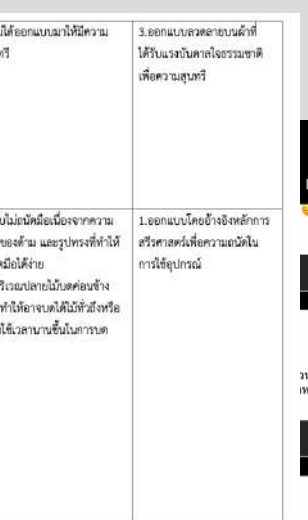 ได้ออกแบบมาให้มีความ
3.ออกแบบลวดลายบนผ้าที่
ได้รับแรงบันดาลใจธรรมชาติ
เพื่อความสุนทรี
ไม่ถนัดมือเนื่องจากความ
ของด้าม และรูปทรงที่ทำให้
มือได้ง่าย
ริเวณปลายไม้บดค่อนข้าง
ทำให้อาจบดได้ไม่ทั่วถึงหรือ
ใช้เวลานานขึ้นในการบด
1.ออกแบบโดยอ้างอิงหลักการ
สรีรศาสตร์เพื่อความถนัดใน
การใช้อุปกรณ์